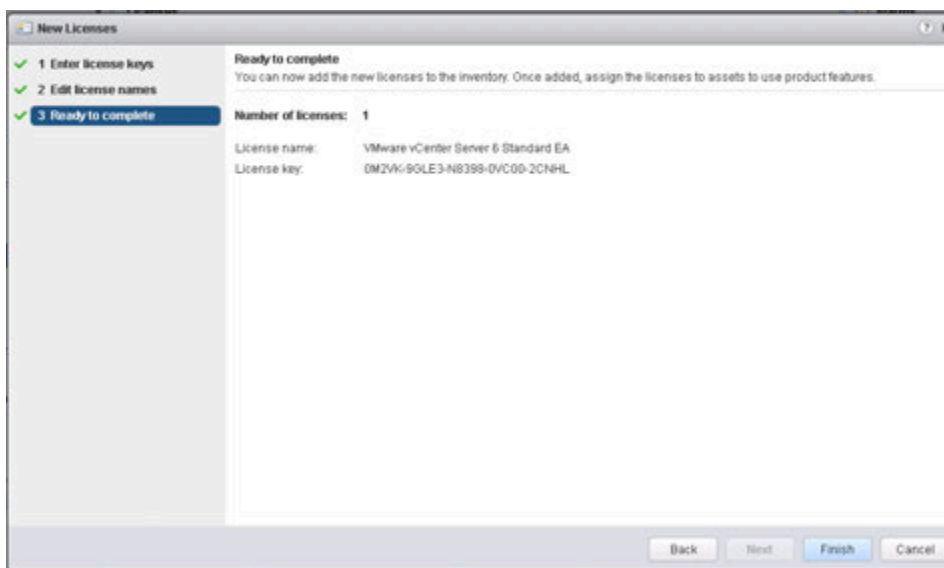 New Licenses
1 Enter license keys
2 Edit license names
3 Ready to complete
Ready to complete
You can now add the new licenses to the inventory. Once added, assign the licenses to assets to use product features.
Number of licenses: 1
License name: VMware vCenter Server 6 Standard EA
License key: 0M2VK-9GLE3-N8398-0VC00-2CNHL
Back Next Finish Cancel